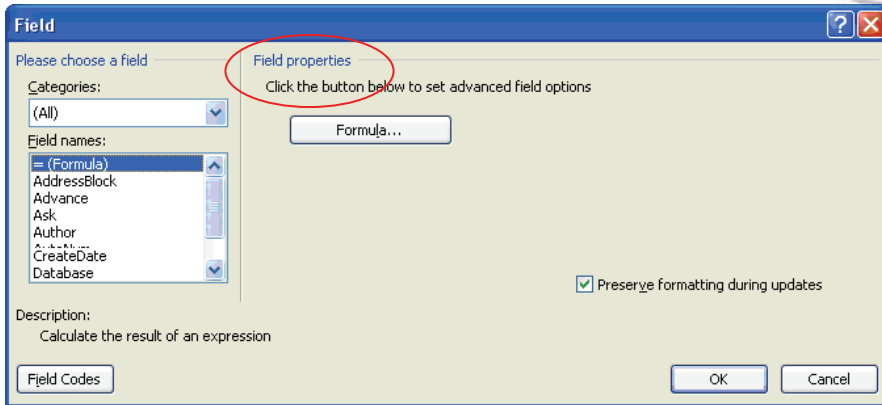 Field
Please choose a field
Categories:
(All)
Field names:
= (Formula)
AddressBlock
Advance
Ask
Author
CreateDate
Database
Field properties
Click the button below to set advanced field options
Formula...
Preserve formatting during updates
Description:
Calculate the result of an expression
Field Codes
OK
Cancel